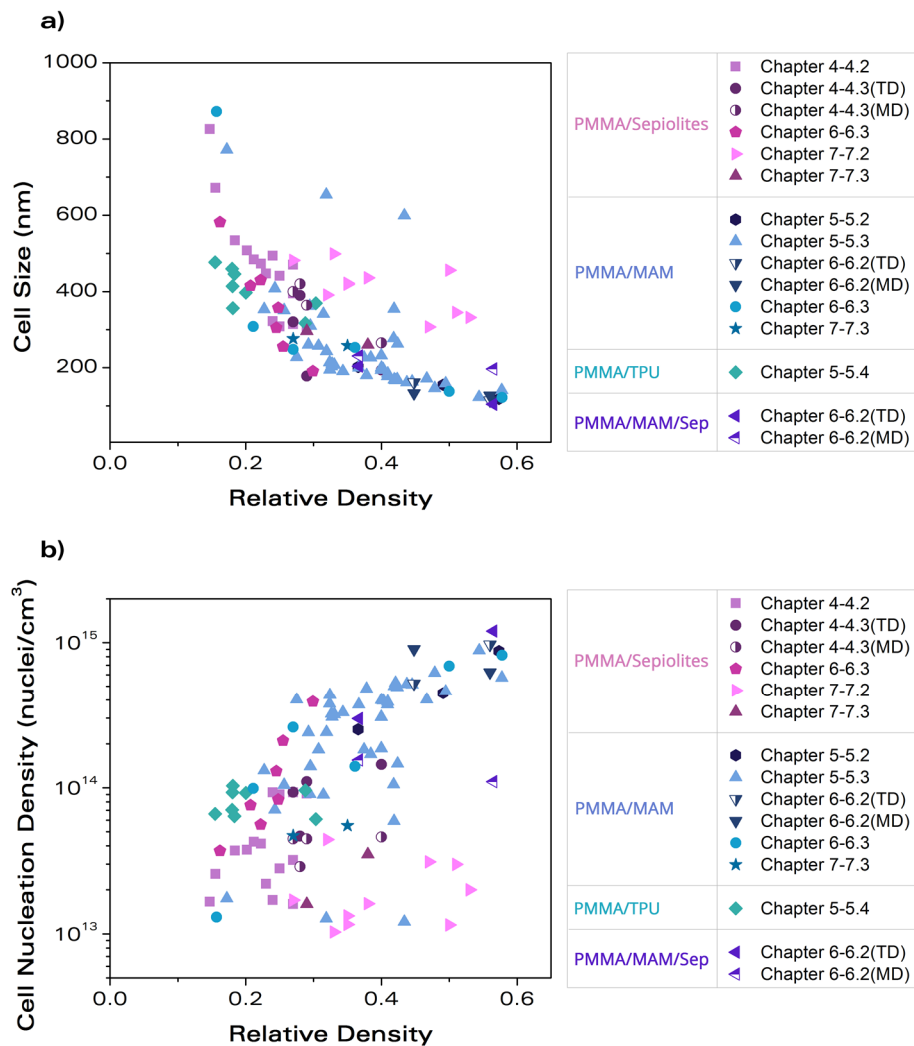 a)
1000
800
600
400
200
0.0
0.2
0.4
0.6
Cell Size (nm)
Relative Density
PMMA/Sepiolites
Chapter 4-4.2
Chapter 4-4.3(TD)
Chapter 4-4.3(MD)
Chapter 6-6.3
Chapter 7-7.2
Chapter 7-7.3
PMMA/MAM
Chapter 5-5.2
Chapter 5-5.3
Chapter 6-6.2(TD)
Chapter 6-6.2(MD)
Chapter 6-6.3
Chapter 7-7.3
PMMA/TPU
Chapter 5-5.4
PMMA/MAM/Sep
Chapter 6-6.2(TD)
Chapter 6-6.2(MD)
b)
10¹⁵
10¹⁴
10¹³
0.0
0.2
0.4
0.6
Cell Nucleation Density (nuclei/cm³)
Relative Density
PMMA/Sepiolites
Chapter 4-4.2
Chapter 4-4.3(TD)
Chapter 4-4.3(MD)
Chapter 6-6.3
Chapter 7-7.2
Chapter 7-7.3
PMMA/MAM
Chapter 5-5.2
Chapter 5-5.3
Chapter 6-6.2(TD)
Chapter 6-6.2(MD)
Chapter 6-6.3
Chapter 7-7.3
PMMA/TPU
Chapter 5-5.4
PMMA/MAM/Sep
Chapter 6-6.2(TD)
Chapter 6-6.2(MD)